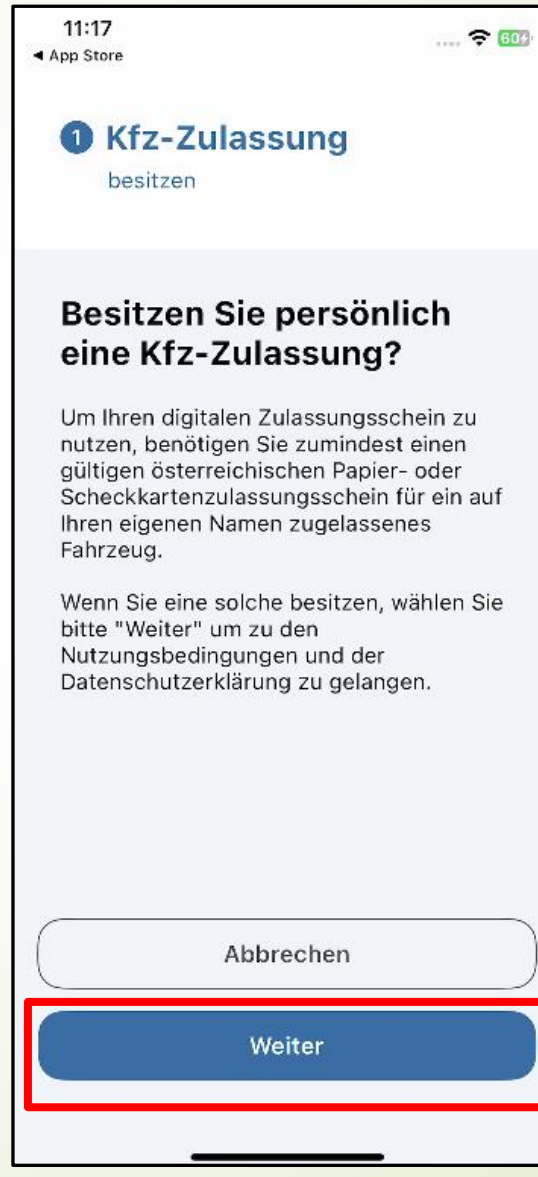 11:17
◀ App Store
60
1 Kfz-Zulassung
besitzen
Besitzen Sie persönlich
eine Kfz-Zulassung?
Um Ihren digitalen Zulassungsschein zu
nutzen, benötigen Sie zumindest einen
gültigen österreichischen Papier- oder
Scheckkartenzulassungsschein für ein auf
Ihren eigenen Namen zugelassenes
Fahrzeug.
Wenn Sie eine solche besitzen, wählen Sie
bitte "Weiter" um zu den
Nutzungsbedingungen und der
Datenschutzerklärung zu gelangen.
Abbrechen
Weiter